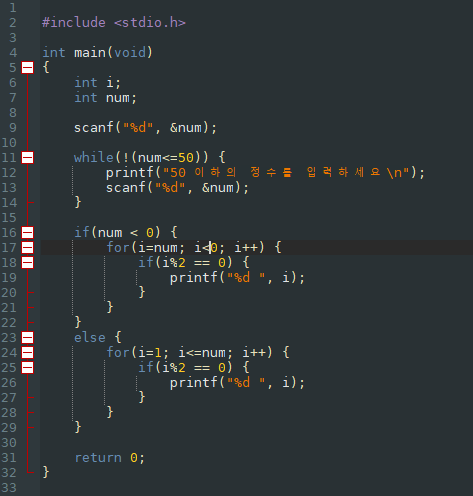 1
2 #include <stdio.h>
3
4 int main(void)
5 {
6     int i;
7     int num;
8
9     scanf("%d", &num);
10
11     while(!(num<=50)) {
12         printf("50 이하의 정수를 입력하세요\n");
13         scanf("%d", &num);
14     }
15
16     if(num < 0) {
17         for(i=num; i<0; i++) {
18             if(i%2 == 0) {
19                 printf("%d ", i);
20             }
21         }
22     }
23     else {
24         for(i=1; i<=num; i++) {
25             if(i%2 == 0) {
26                 printf("%d ", i);
27             }
28         }
29     }
30
31     return 0;
32 }
33